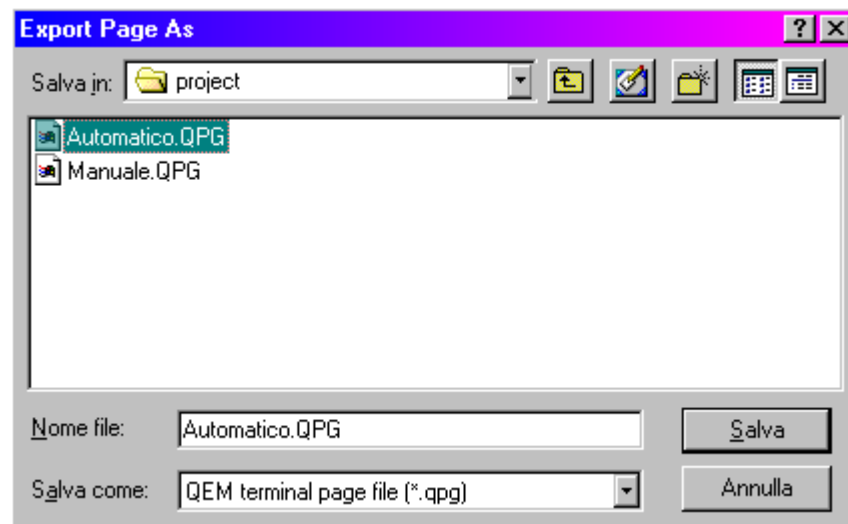 Export Page As
Salva in: project
Automatico.QPG
Manuale.QPG
Nome file: Automatico.QPG Salva
Salva come: QEM terminal page file (*.qpg) Annulla